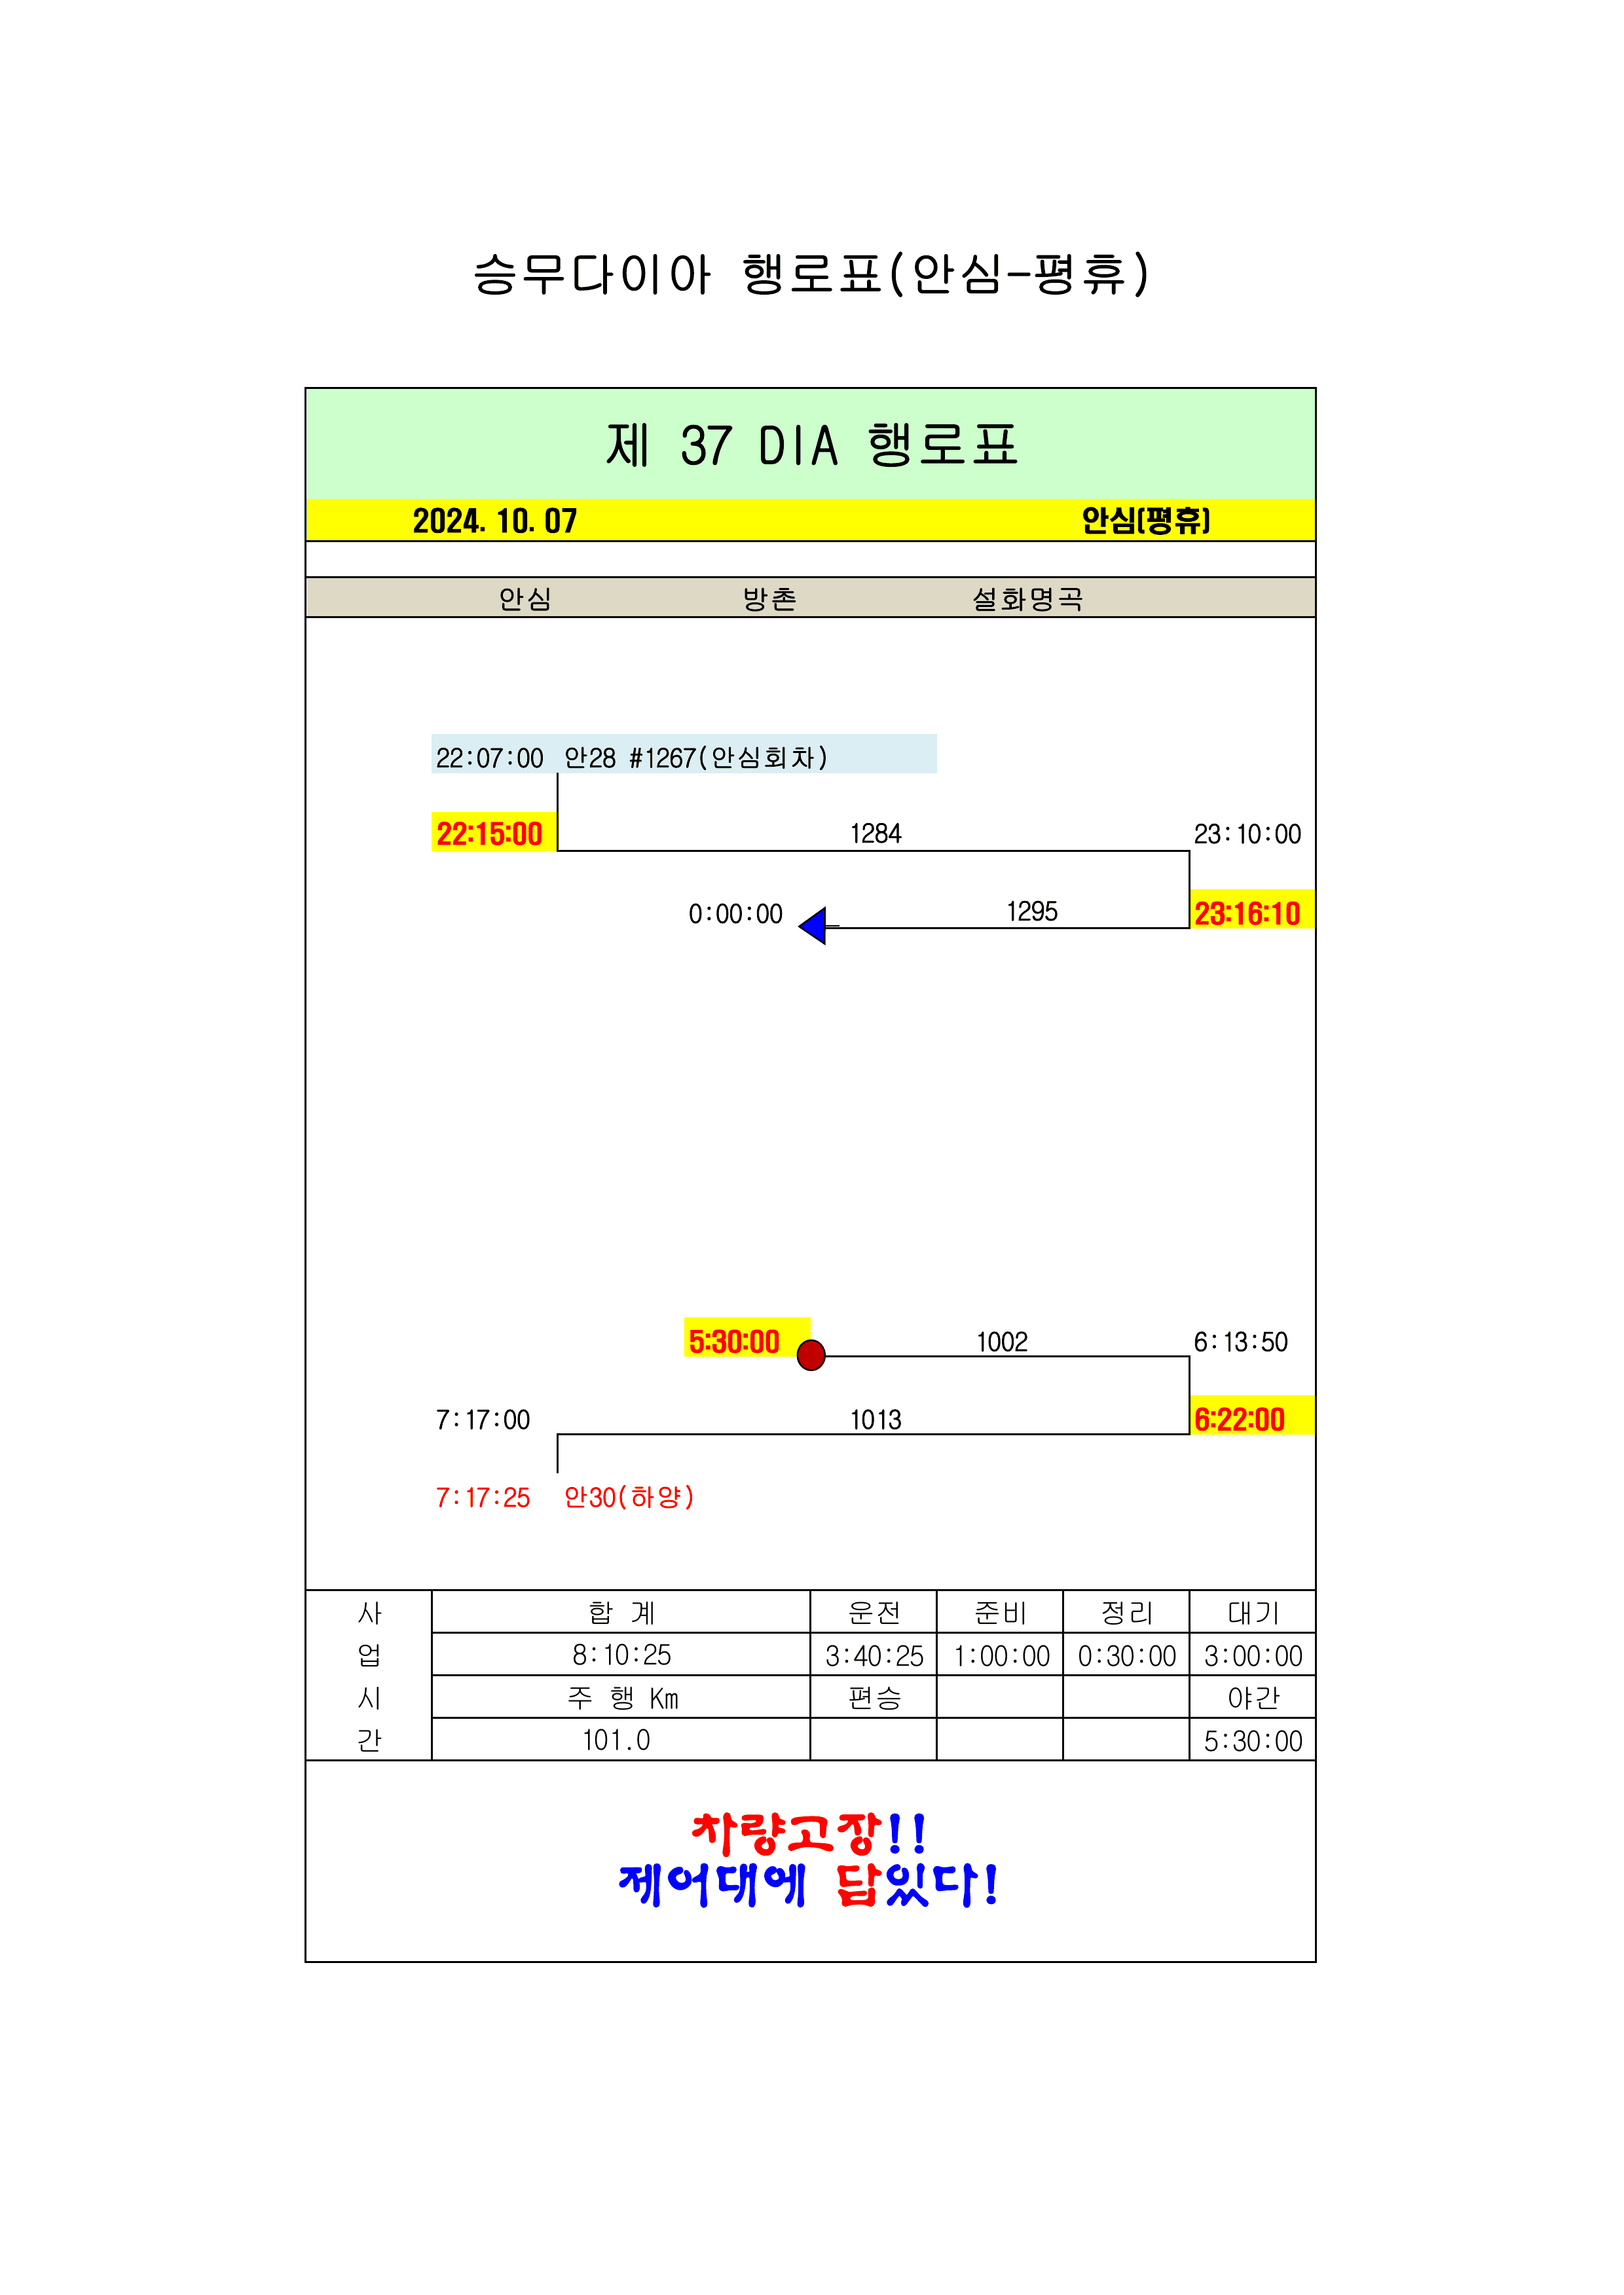 승무다이아 행로표(안심-평휴)
제 37 DIA 행로표
2024. 10. 07 안심(평휴)
안심 방촌 설화명곡
22:07:00 안28 #1267(안심회차)
22:15:00 1284 23:10:00
0:00:00 1295 23:16:10
5:30:00 1002 6:13:50
7:17:00 1013 6:22:00
7:17:25 안30(하양)
사 합 계 운전 준비 정리 대기
업 8:10:25 3:40:25 1:00:00 0:30:00 3:00:00
시 주 행 Km 편승 야간
간 101.0 5:30:00
차량고장!!
제어대에 답있다!